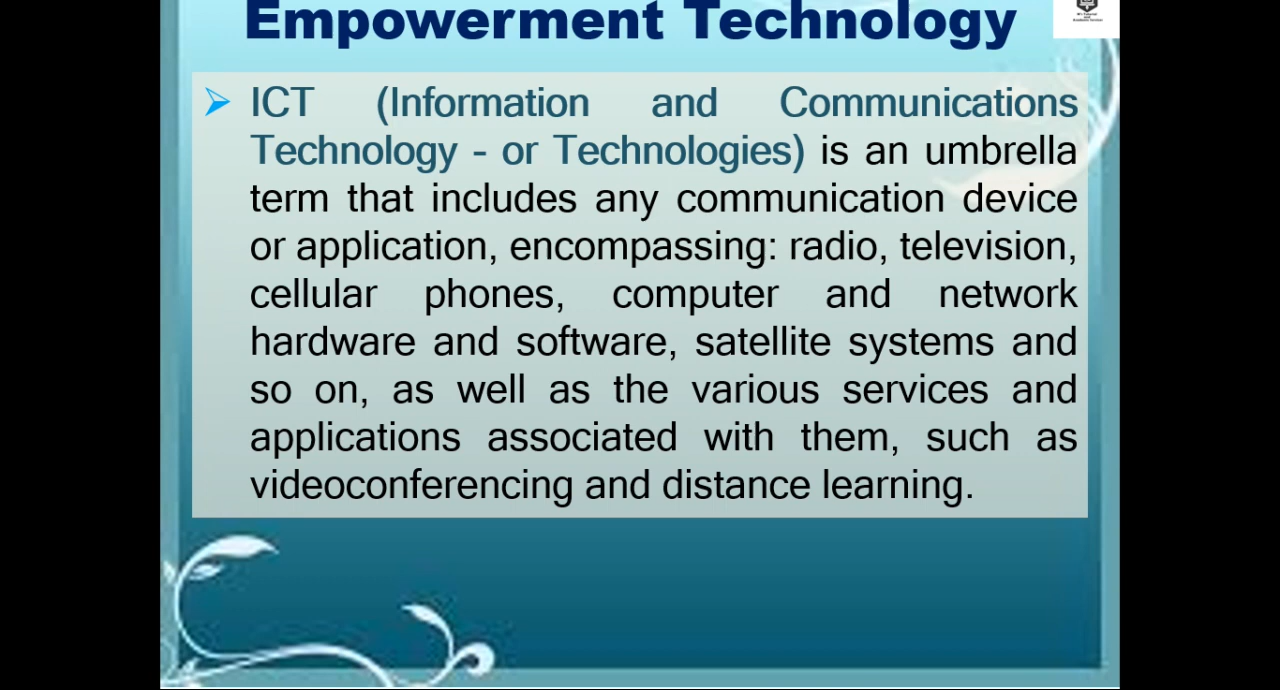 Empowerment Technology
ICT (Information and Communications
Technology - or Technologies) is an umbrella
term that includes any communication device
or application, encompassing: radio, television,
cellular phones, computer and network
hardware and software, satellite systems and
so on, as well as the various services and
applications associated with them, such as
videoconferencing and distance learning.